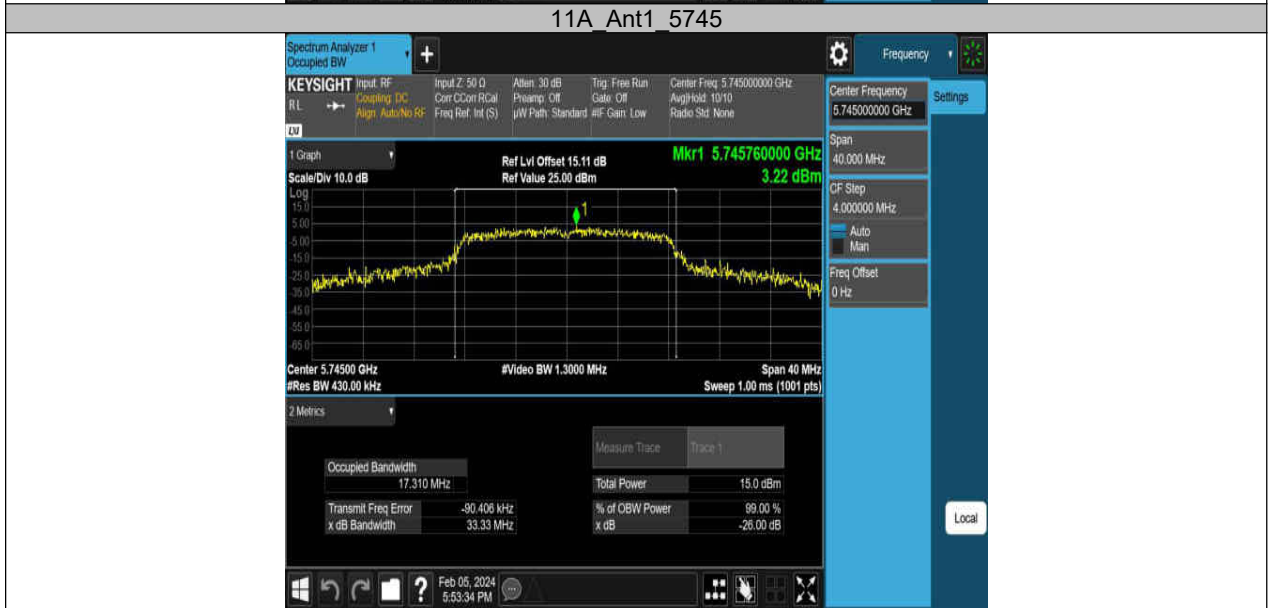 11A_Ant1_5745
Spectrum Analyzer 1
Occupied BW
+
Frequency
KEYSIGHT
RL
LXI
Input: RF
Coupling: DC
Align: Auto/No RF
Input Z: 50 Ω
Corr CCorr RCal
Freq Ref: Int (S)
Atten: 30 dB
Preamp: Off
µW Path: Standard
Trig: Free Run
Gate: Off
#IF Gain: Low
Center Freq: 5.745000000 GHz
Avg|Hold: 10/10
Radio Std: None
Center Frequency
5.745000000 GHz
Settings
Span
40.000 MHz
CF Step
4.000000 MHz
Auto
Man
Freq Offset
0 Hz
1 Graph
Scale/Div 10.0 dB
Ref Lvl Offset 15.11 dB
Ref Value 25.00 dBm
Mkr1 5.745760000 GHz
3.22 dBm
Log
15.0
5.00
-5.00
-15.0
-25.0
-35.0
-45.0
-55.0
-65.0
1
Center 5.74500 GHz
#Res BW 430.00 kHz
#Video BW 1.3000 MHz
Span 40 MHz
Sweep 1.00 ms (1001 pts)
2 Metrics
Measure Trace
Trace 1
Occupied Bandwidth
17.310 MHz
Total Power
15.0 dBm
Transmit Freq Error
-90.406 kHz
% of OBW Power
99.00 %
x dB Bandwidth
33.33 MHz
x dB
-26.00 dB
Local
?
Feb 05, 2024
5:53:34 PM